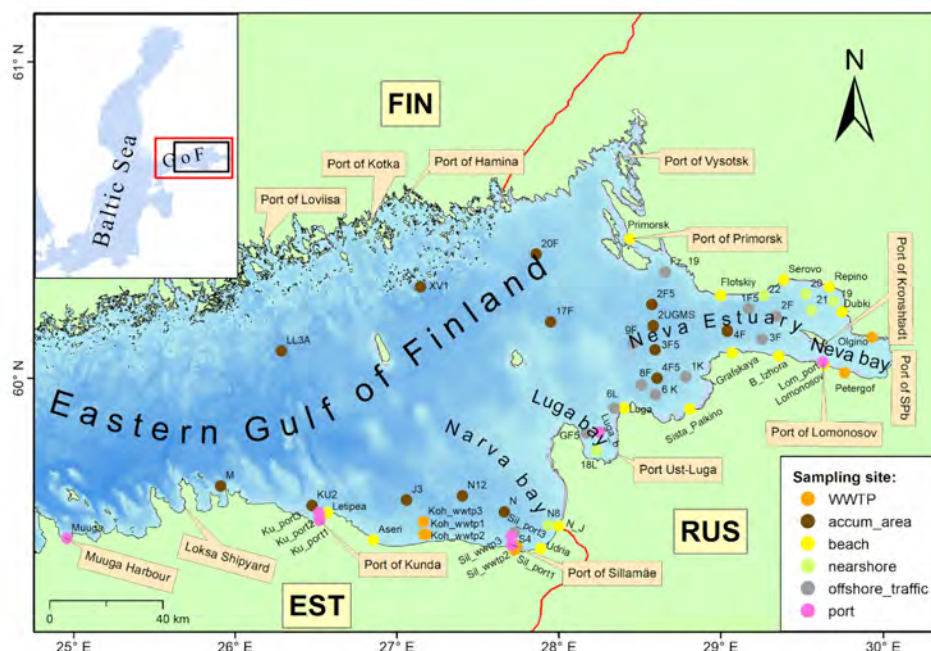 61° N
60° N
GoF
Baltic Sea
FIN
Port of Kotka
Port of Hamina
Port of Loviisa
Port of Vysotsk
Primorsk
Port of Primorsk
Port of Kronshtadt
Port of SPb
Fz_19
Flotskiy
Serovo
Repino
Dubki
22
20
21
19
1F5
2F
3F
20F
XV1
17F
LL3A
2F5
2UGMS
9F
3F5
4F
4F5
8F
1K
6 K
6L
Neva Estuary
Neva bay
Olgino
Petergof
Lom_port
Lomonosov
B_Izhora
Grafskaya
Sista_Palkino
Luga
Luga_p
GF5
18L
Eastern Gulf of Finland
Luga bay
Narva bay
Port Ust-Luga
Port of Lomonosov
M
KU2
Letipea
Ku_port3
Ku_port2
Ku_port1
J3
N12
Koh_wwtp3
Koh_wwtp1
Koh_wwtp2
Aseri
N
Sil_port3
N8
N_J
S4
Sil_wwtp3
Sil_wwtp2
Sil_port1
Udria
Muuga
Muuga Harbour
Loksa Shipyard
Port of Kunda
Port of Sillamäe
EST
RUS
N
0
40 km
Sampling site:
WWTP
accum_area
beach
nearshore
offshore_traffic
port
25° E
26° E
27° E
28° E
29° E
30° E